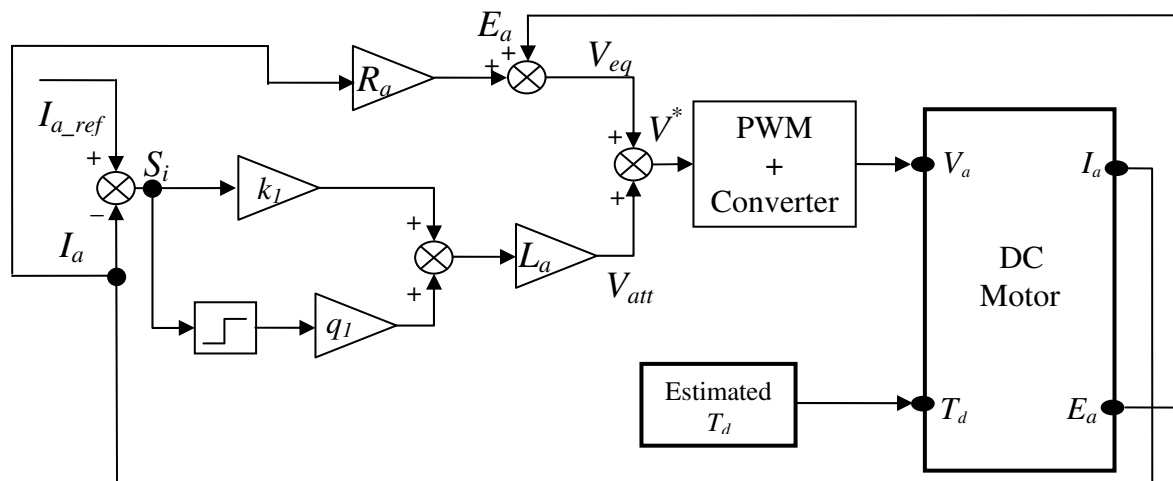 E_a
+
+
R_a
V_eq
I_a_ref
+
S_i
−
I_a
k_1
+
+
q_1
L_a
V_att
+
V^*
+
PWM
+
Converter
V_a
I_a
DC
Motor
T_d
E_a
Estimated
T_d